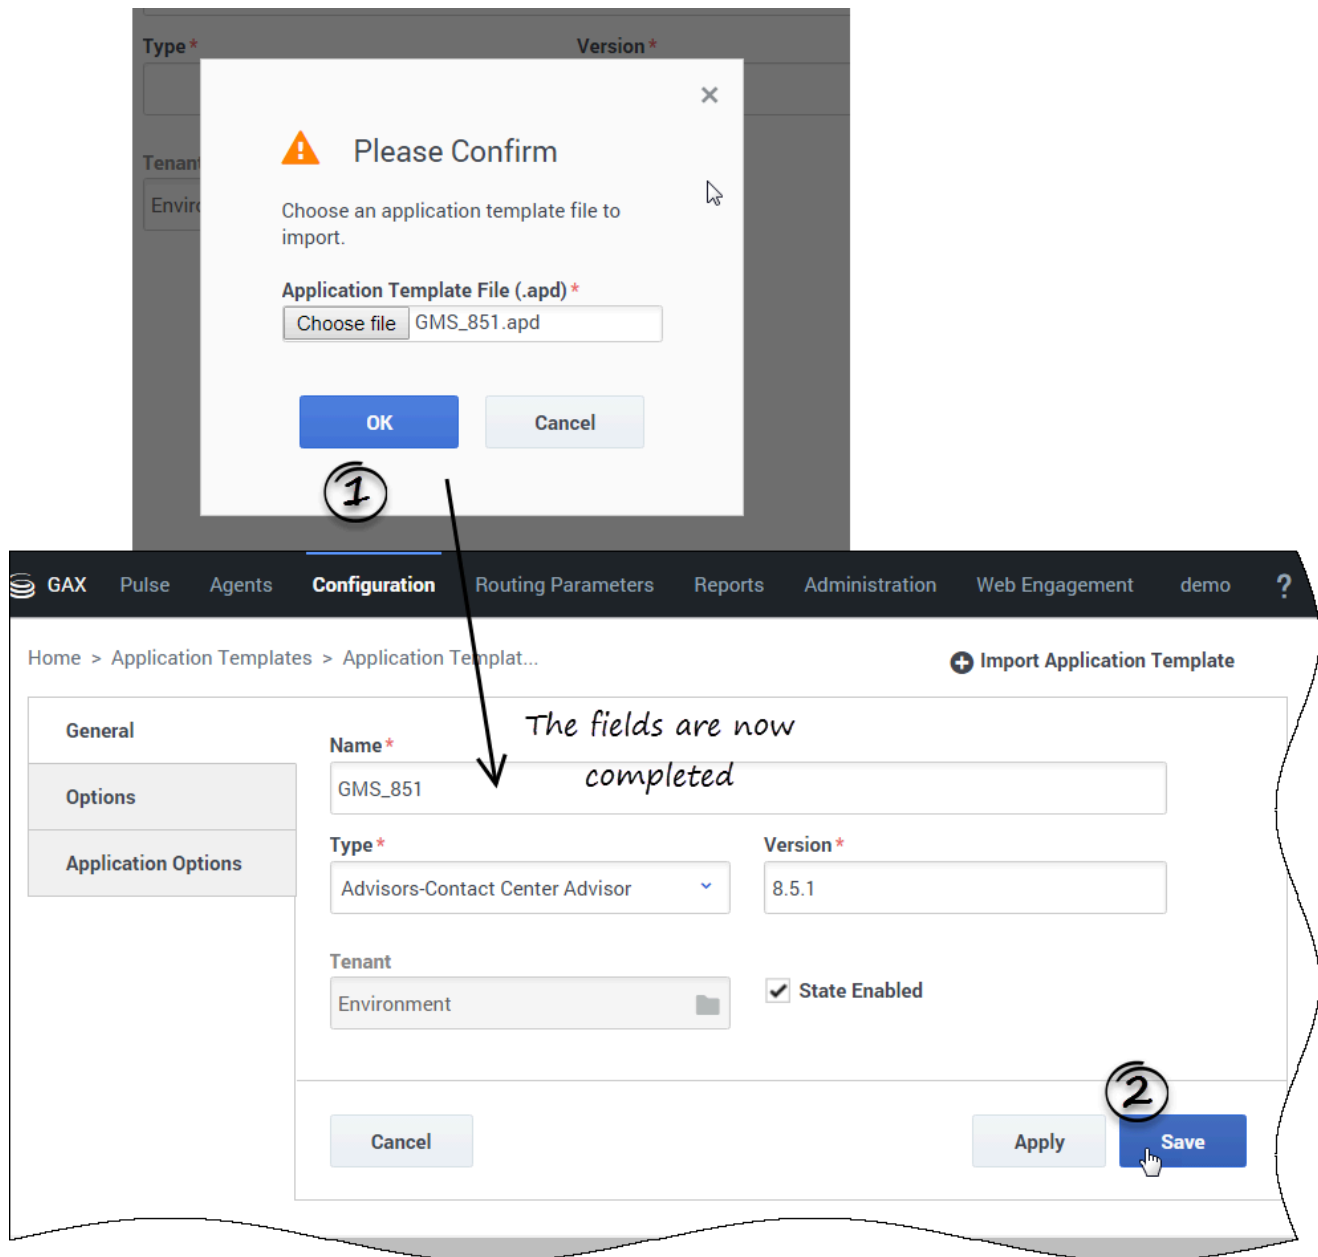 Type * Version *
Please Confirm
Tenant
Enviro
Choose an application template file to
import.
Application Template File (.apd) *
Choose file GMS_851.apd
OK Cancel
1
GAX Pulse Agents Configuration Routing Parameters Reports Administration Web Engagement demo ?
Home > Application Templates > Application Templat...
Import Application Template
General
Options
Application Options
The fields are now
completed
Name *
GMS_851
Type * Version *
Advisors-Contact Center Advisor 8.5.1
Tenant
Environment
State Enabled
2
Cancel Apply Save